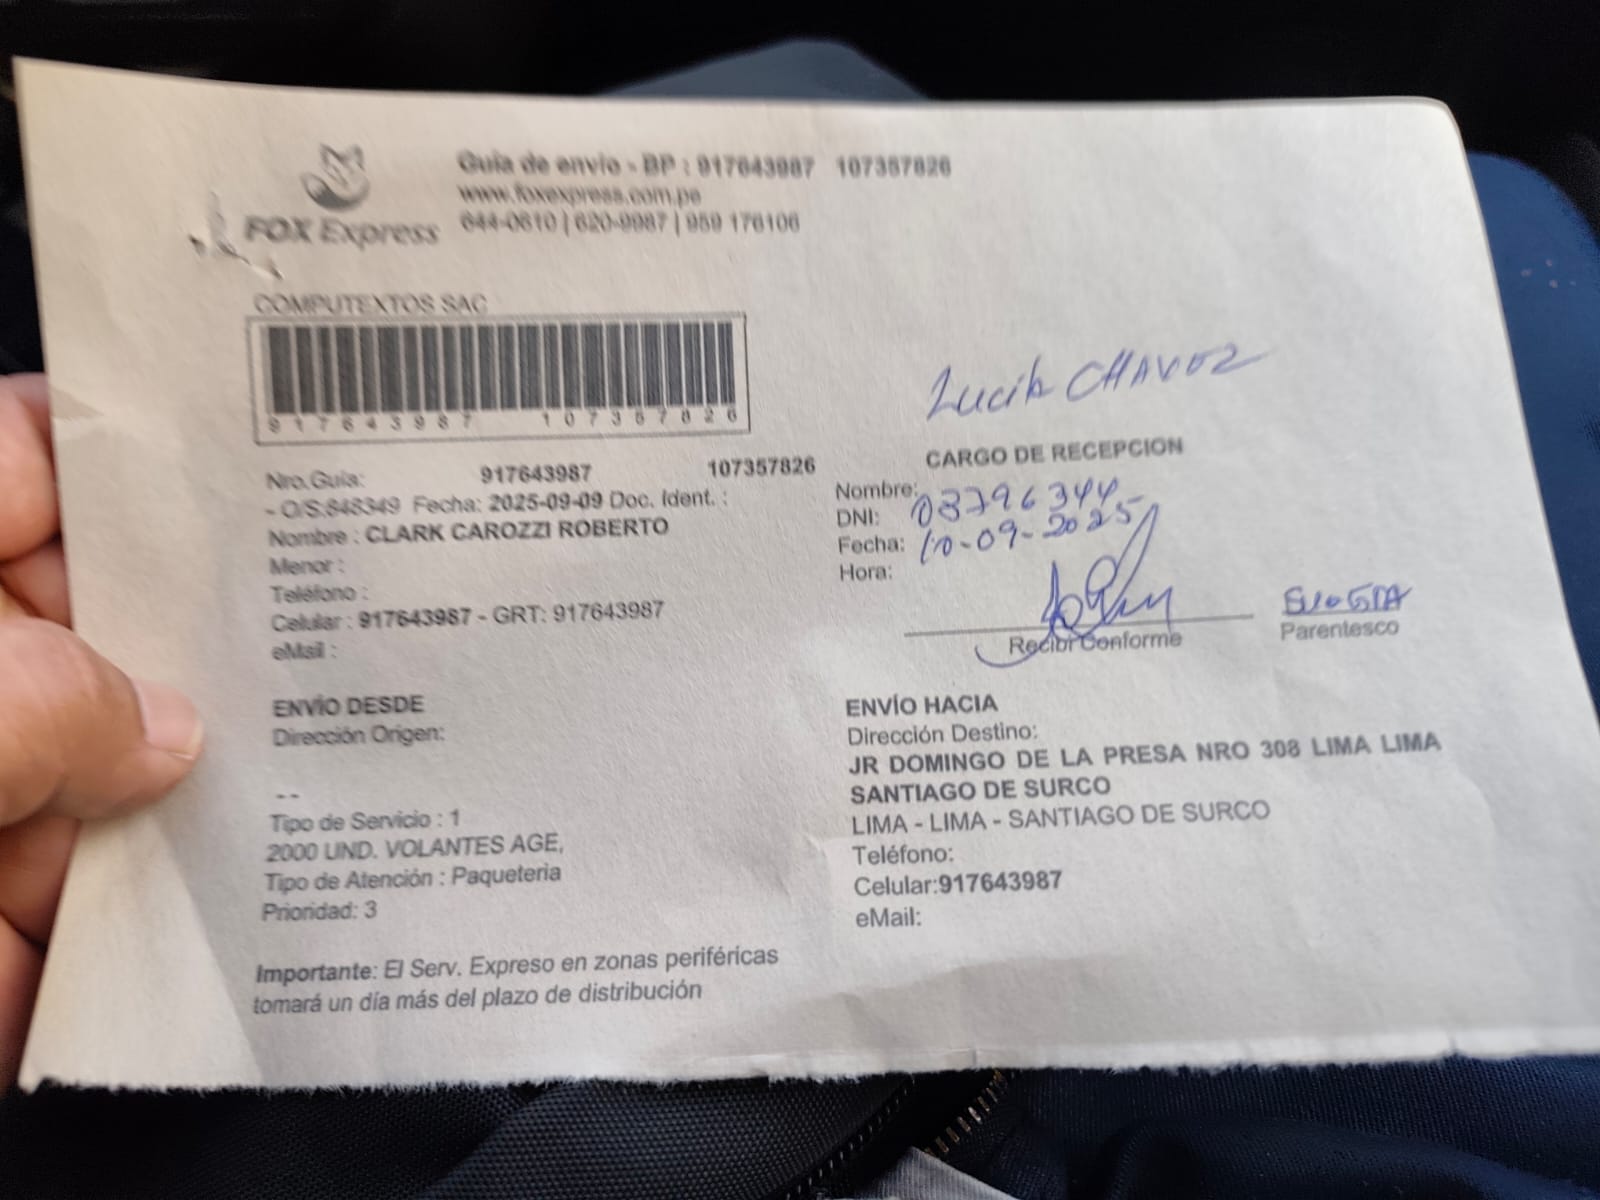 Guía de envío - BP : 917643987 107357826
www.foxexpress.com.pe
644-0610 | 620-9987 | 959 176106
FOX Express
COMPUTEXTOS SAC
917643987 107357826
Nro.Guía: 917643987 107357826
- O/S:848349 Fecha: 2025-09-09 Doc. Ident. :
Nombre : CLARK CAROZZI ROBERTO
Menor :
Teléfono :
Celular : 917643987 - GRT: 917643987
eMail :
ENVÍO DESDE
Dirección Origen:
--
Tipo de Servicio : 1
2000 UND. VOLANTES AGE,
Tipo de Atención : Paquetería
Prioridad: 3
Importante: El Serv. Expreso en zonas periféricas
tomará un día más del plazo de distribución
Lucila CHAVEZ
CARGO DE RECEPCION
Nombre:
DNI: 03796344
Fecha: 10-09-2025
Hora:
Recibí Conforme
Parentesco
ENVÍO HACIA
Dirección Destino:
JR DOMINGO DE LA PRESA NRO 308 LIMA LIMA
SANTIAGO DE SURCO
LIMA - LIMA - SANTIAGO DE SURCO
Teléfono:
Celular:917643987
eMail: